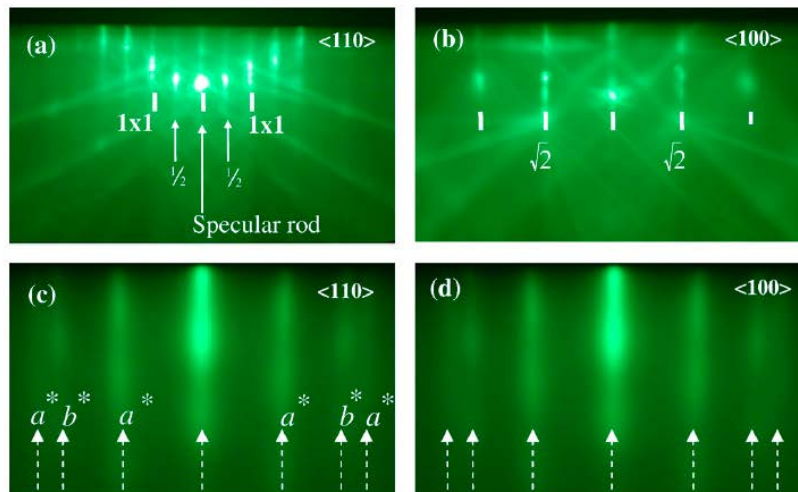 (a) <110>
1x1 1x1
½ ½
Specular rod
(b) <100>
√2 √2
(c) <110>
a* b* a* a* b* a*
(d) <100>